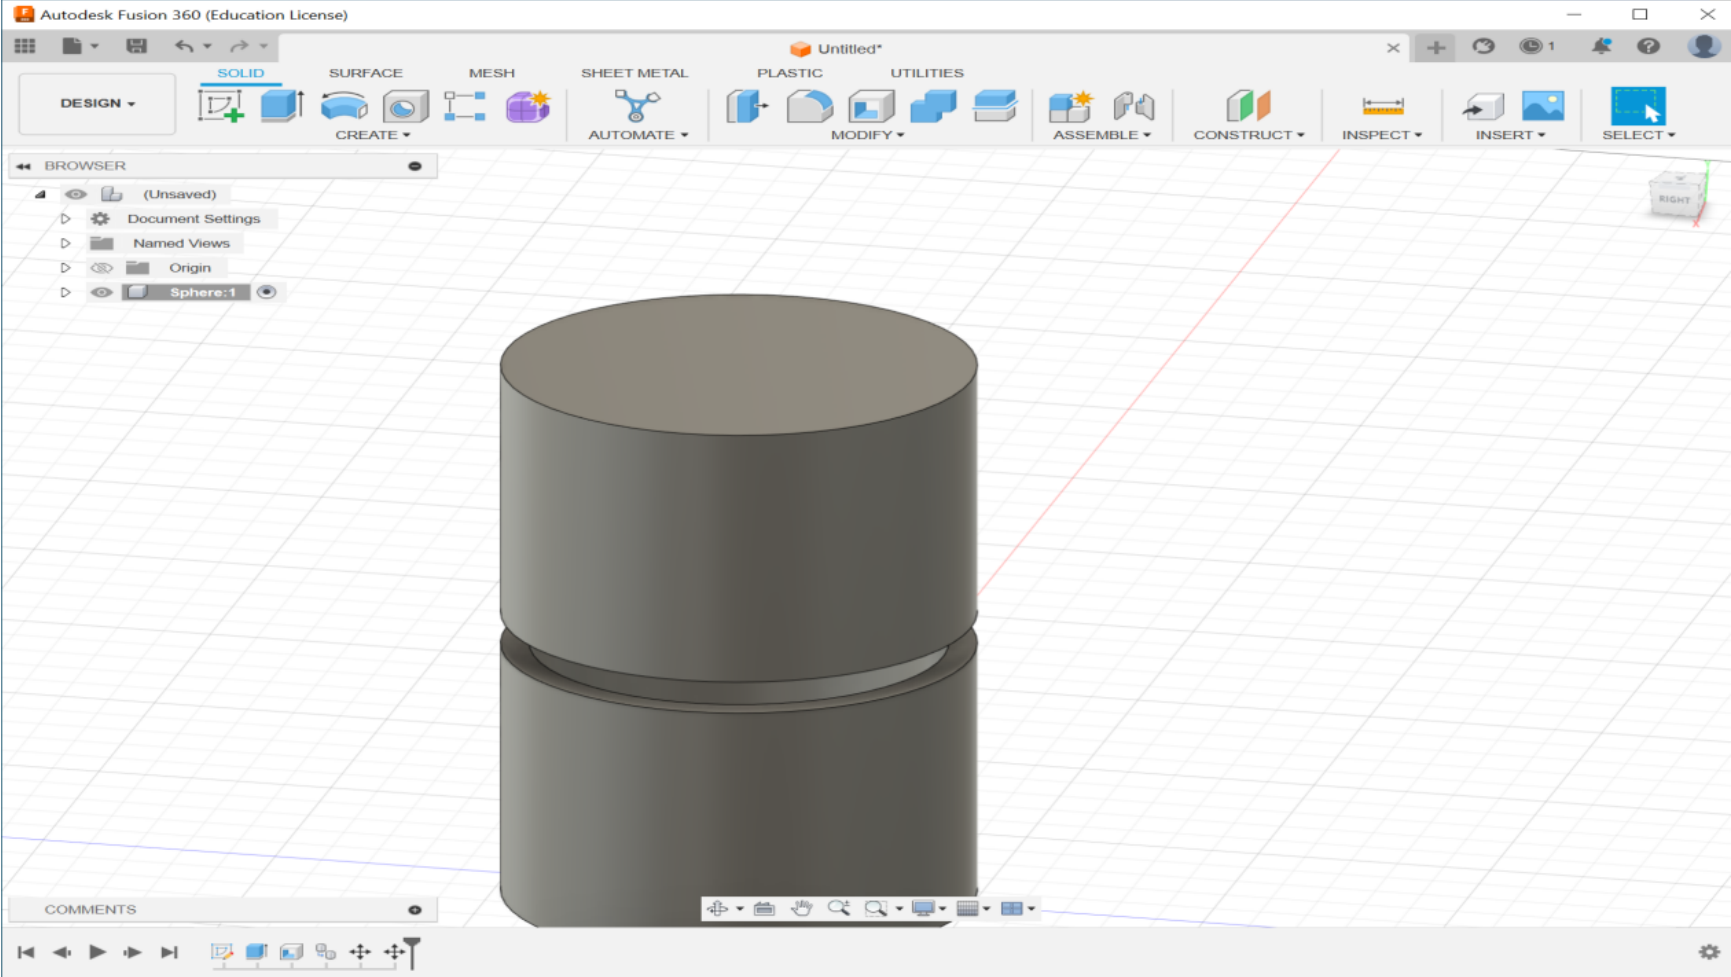 Autodesk Fusion 360 (Education License)
Untitled*
1
SOLID SURFACE MESH SHEET METAL PLASTIC UTILITIES
DESIGN
CREATE AUTOMATE MODIFY ASSEMBLE CONSTRUCT INSPECT INSERT SELECT
BROWSER
(Unsaved)
Document Settings
Named Views
Origin
Sphere:1
RIGHT
COMMENTS